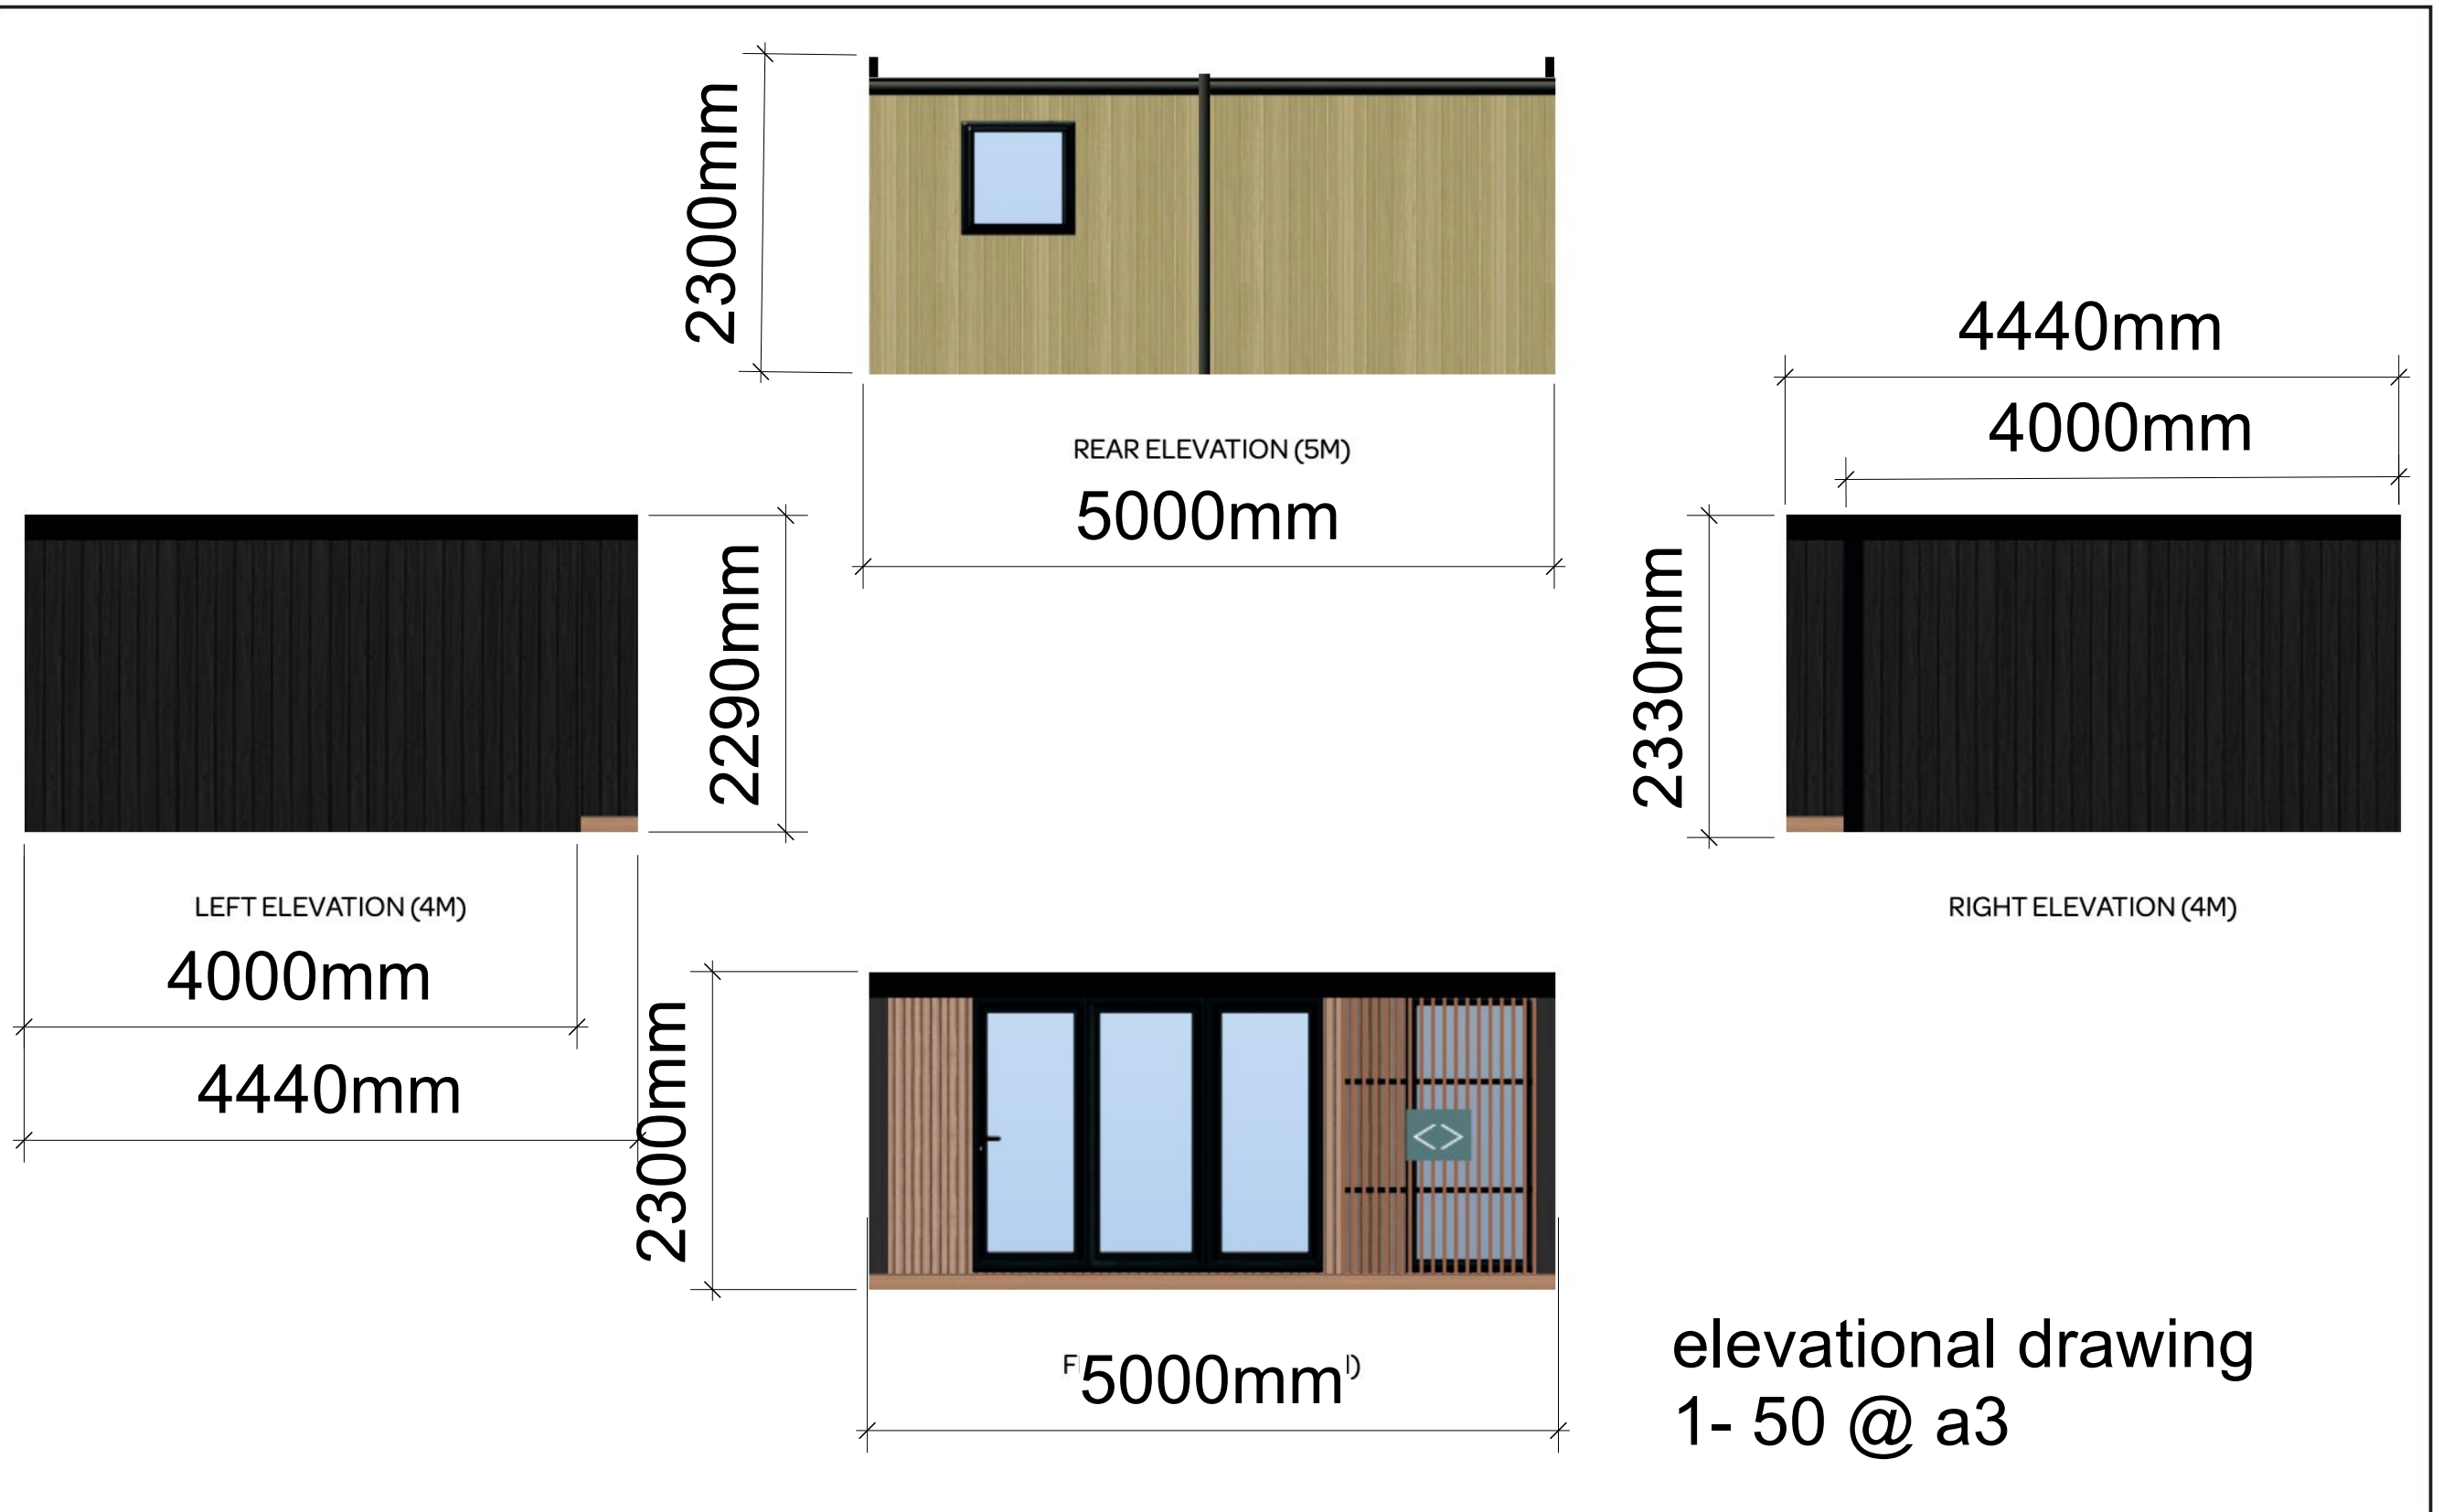 2300mm
REAR ELEVATION (5M)
5000mm
4440mm
4000mm
2290mm
2330mm
LEFT ELEVATION (4M)
4000mm
4440mm
RIGHT ELEVATION (4M)
2300mm
5000mm
elevational drawing
1- 50 @ a3